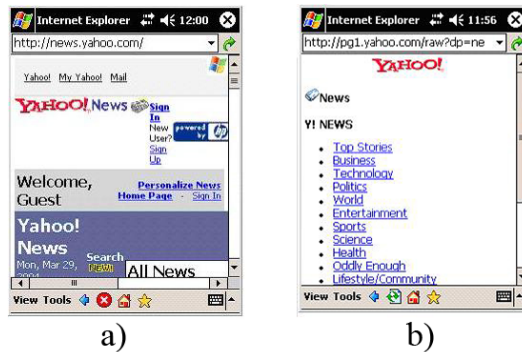 Internet Explorer 12:00
http://news.yahoo.com/
Yahoo! My Yahoo! Mail
YAHOO! News Sign
In
New
User?
Sign
Up
powered
by hp
Welcome,
Guest
Personalize News
Home Page - Sign In
Yahoo!
News
Mon, Mar 29,
2004
Search
NEW!
All News
View Tools
a)
Internet Explorer 11:56
http://pg1.yahoo.com/raw?dp=ne
YAHOO!
News
Y! NEWS
Top Stories
Business
Technology
Politics
World
Entertainment
Sports
Science
Health
Oddly Enough
Lifestyle/Community
View Tools
b)